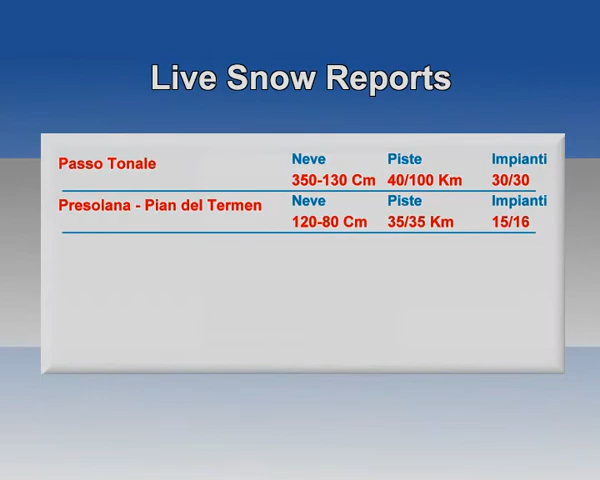 Live Snow Reports
Passo Tonale
Neve Piste Impianti
350-130 Cm 40/100 Km 30/30
Presolana - Pian del Termen
Neve Piste Impianti
120-80 Cm 35/35 Km 15/16